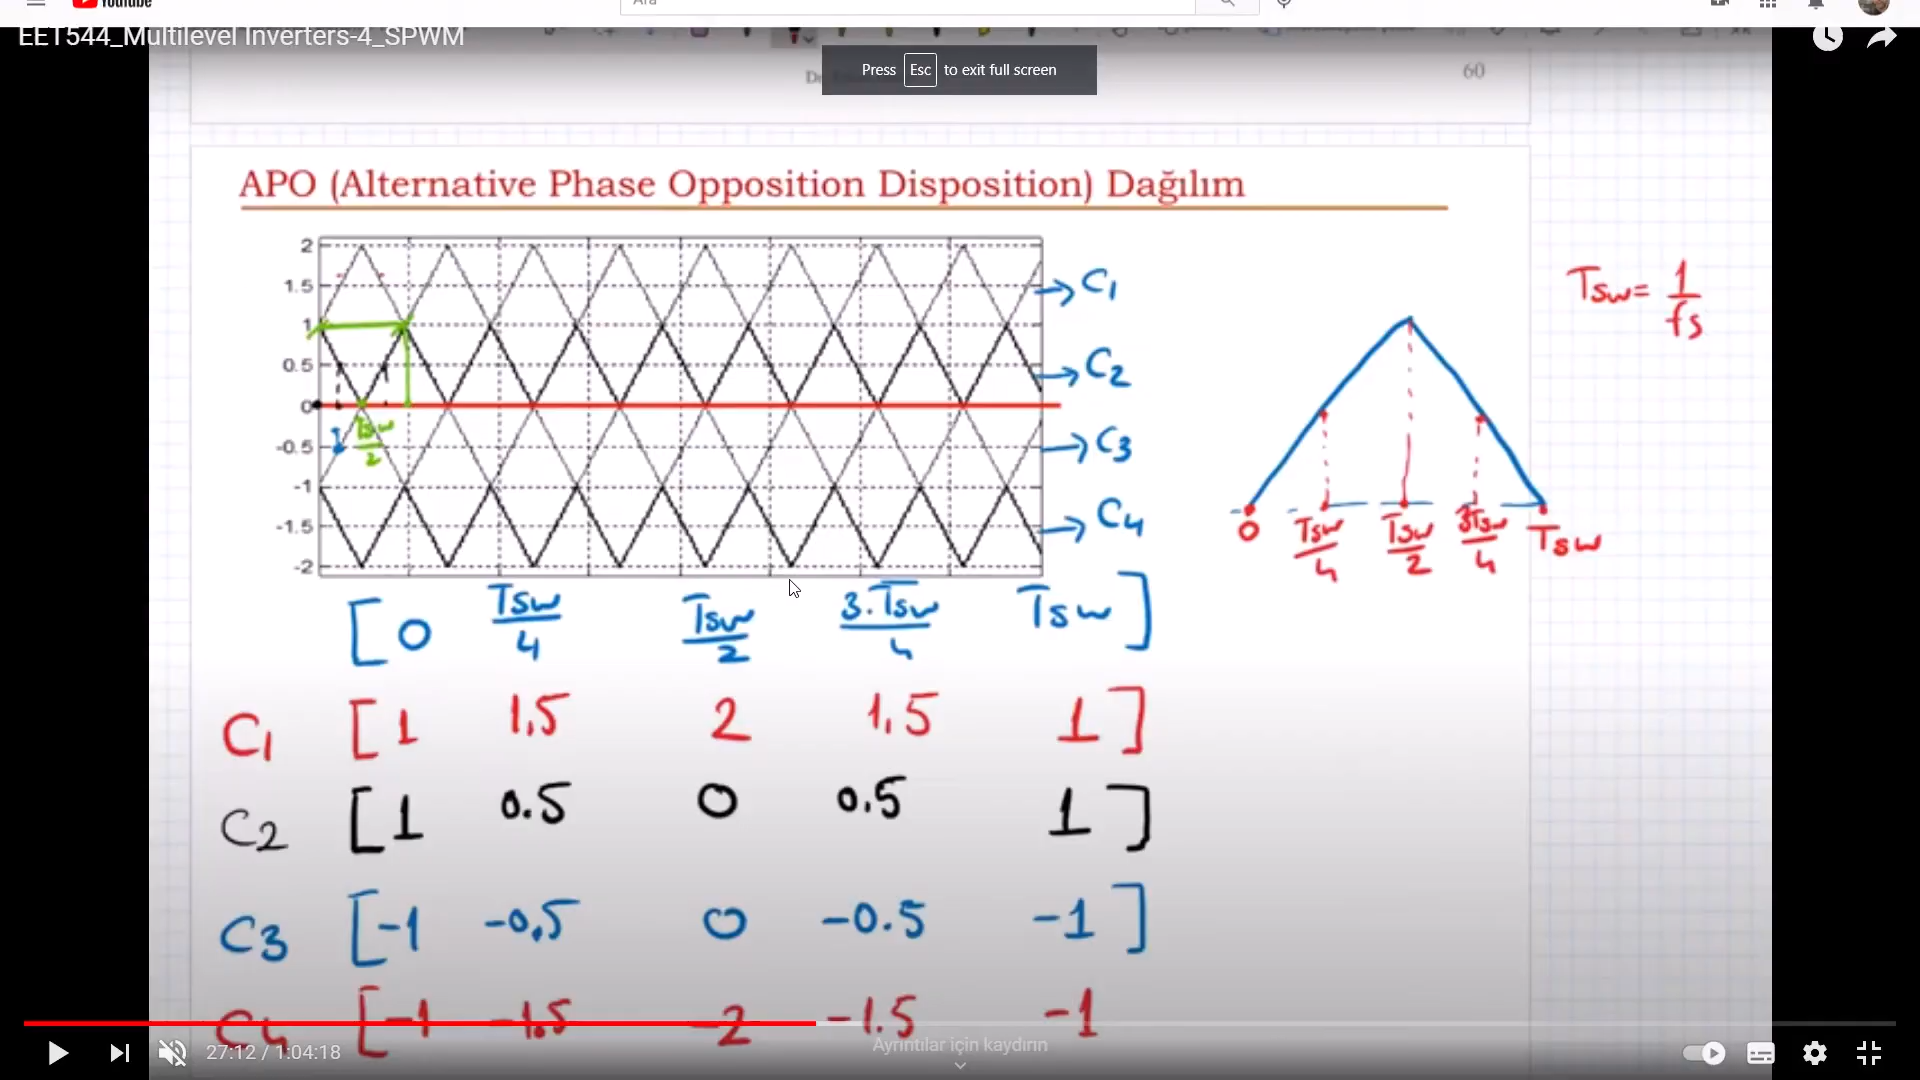 YouTube
Ara
EET544_Multilevel Inverters-4_SPWM
Press Esc to exit full screen
60
APO (Alternative Phase Opposition Disposition) Dağılım
2
1.5
1
0.5
0
-0.5
-1
-1.5
-2
Tsw/2
C1
C2
C3
C4
Tsw = 1/fs
0 Tsw/4 Tsw/2 3Tsw/4 Tsw
[ 0 Tsw/4 Tsw/2 3.Tsw/4 Tsw ]
C1 [ 1 1,5 2 1,5 1 ]
C2 [ 1 0.5 0 0.5 1 ]
C3 [ -1 -0,5 0 -0.5 -1 ]
C4 [ -1 -1.5 -2 -1.5 -1
27:12 / 1:04:18
Ayrıntılar için kaydırın